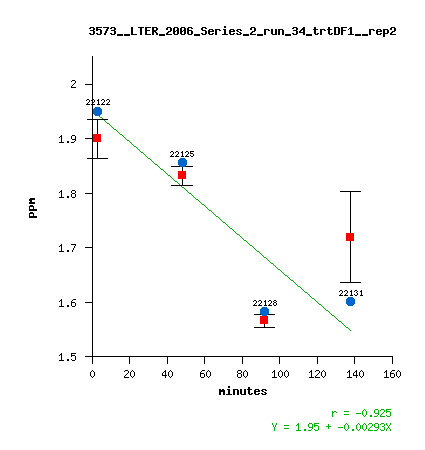 3573__LTER_2006_Series_2_run_34_trtDF1__rep2
2
22122
1.9
22125
1.8
PPM
1.7
22131
22128
1.6
1.5
0 20 40 60 80 100 120 140 160
minutes
r = -0.925
Y = 1.95 + -0.00293X